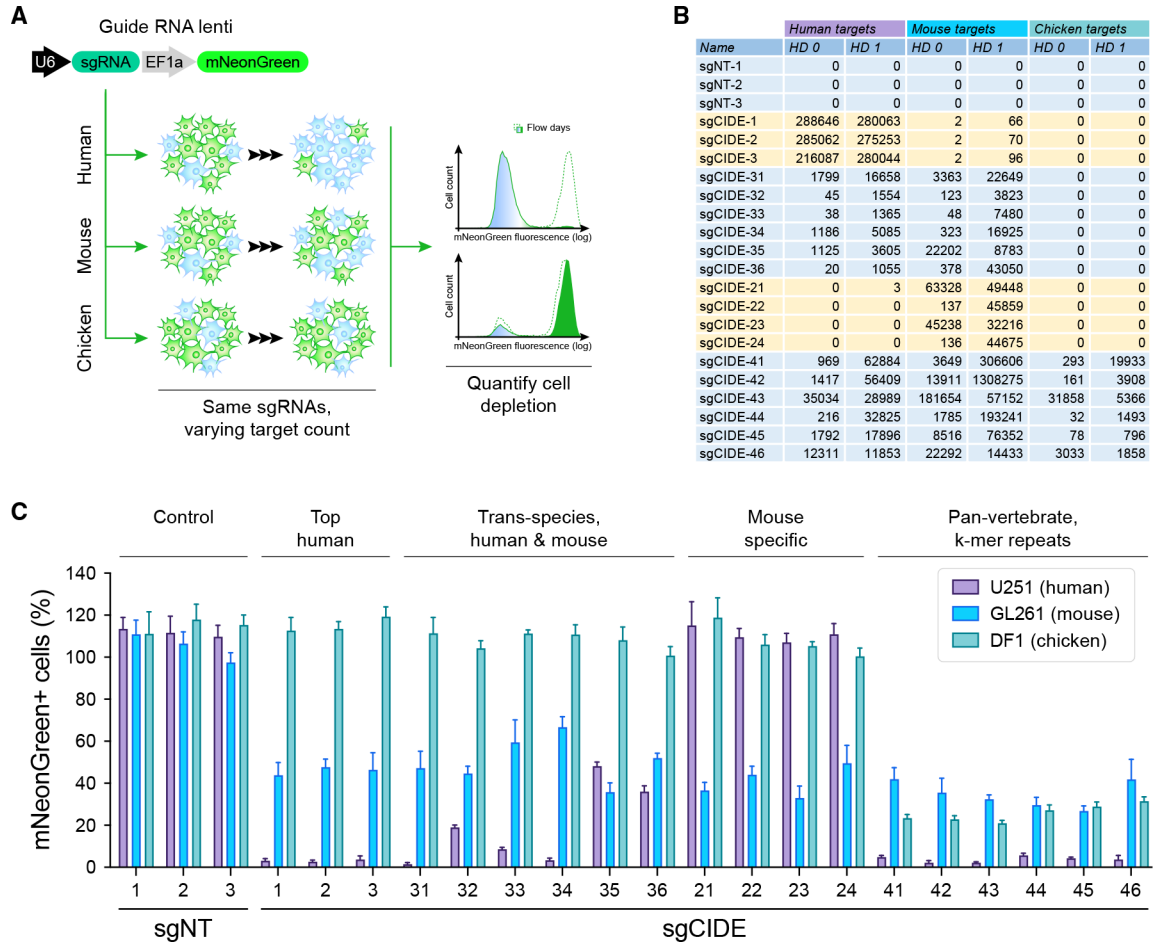 A
Guide RNA lenti
U6 sgRNA EF1a mNeonGreen
Human
Mouse
Chicken
Same sgRNAs,
varying target count
Flow days
Cell count
mNeonGreen fluorescence (log)
Cell count
mNeonGreen fluorescence (log)
Quantify cell
depletion
B
Human targets Mouse targets Chicken targets
Name HD 0 HD 1 HD 0 HD 1 HD 0 HD 1
sgNT-1 0 0 0 0 0 0
sgNT-2 0 0 0 0 0 0
sgNT-3 0 0 0 0 0 0
sgCIDE-1 288646 280063 2 66 0 0
sgCIDE-2 285062 275253 2 70 0 0
sgCIDE-3 216087 280044 2 96 0 0
sgCIDE-31 1799 16658 3363 22649 0 0
sgCIDE-32 45 1554 123 3823 0 0
sgCIDE-33 38 1365 48 7480 0 0
sgCIDE-34 1186 5085 323 16925 0 0
sgCIDE-35 1125 3605 22202 8783 0 0
sgCIDE-36 20 1055 378 43050 0 0
sgCIDE-21 0 3 63328 49448 0 0
sgCIDE-22 0 0 137 45859 0 0
sgCIDE-23 0 0 45238 32216 0 0
sgCIDE-24 0 0 136 44675 0 0
sgCIDE-41 969 62884 3649 306606 293 19933
sgCIDE-42 1417 56409 13911 1308275 161 3908
sgCIDE-43 35034 28989 181654 57152 31858 5366
sgCIDE-44 216 32825 1785 193241 32 1493
sgCIDE-45 1792 17896 8516 76352 78 796
sgCIDE-46 12311 11853 22292 14433 3033 1858
C
Control
Top
human
Trans-species,
human & mouse
Mouse
specific
Pan-vertebrate,
k-mer repeats
mNeonGreen+ cells (%)
140
120
100
80
60
40
20
0
U251 (human)
GL261 (mouse)
DF1 (chicken)
1 2 3 1 2 3 31 32 33 34 35 36 21 22 23 24 41 42 43 44 45 46
sgNT sgCIDE